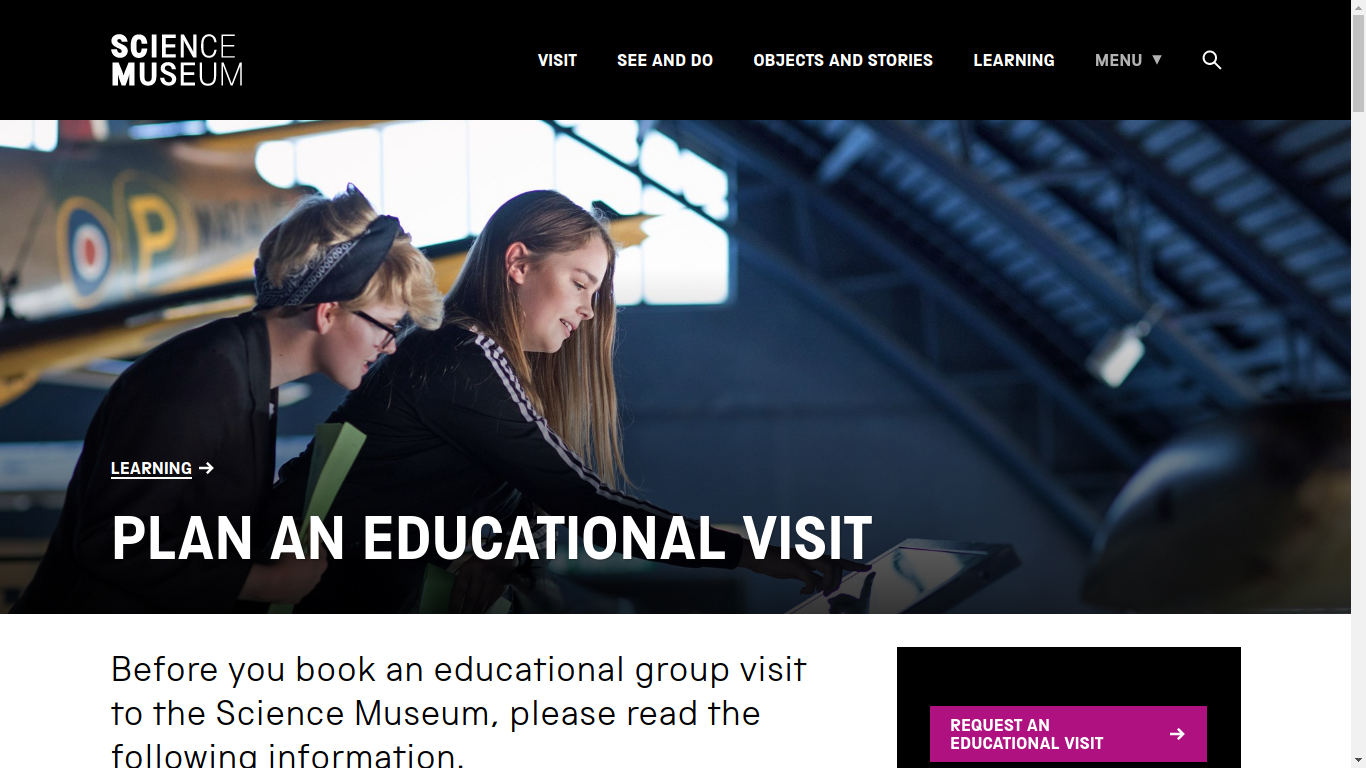 SCIENCE
MUSEUM
VISIT SEE AND DO OBJECTS AND STORIES LEARNING MENU ▼
P
LEARNING →
PLAN AN EDUCATIONAL VISIT
Before you book an educational group visit
to the Science Museum, please read the
following information.
REQUEST AN
EDUCATIONAL VISIT →